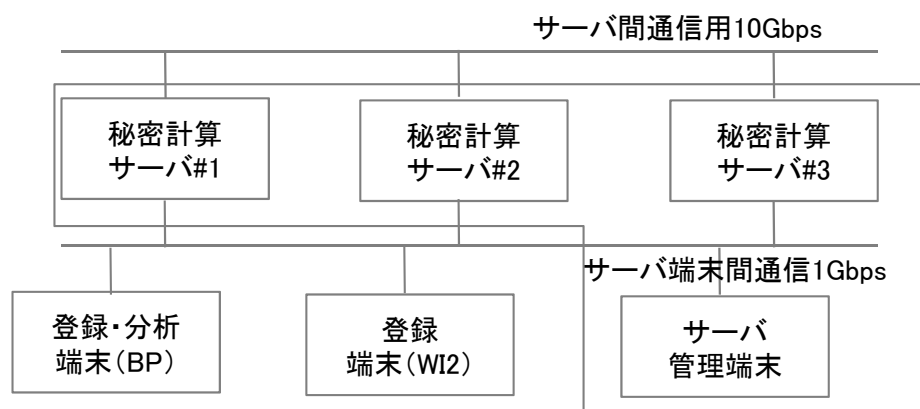 サーバ間通信用10Gbps
秘密計算
サーバ#1
秘密計算
サーバ#2
秘密計算
サーバ#3
サーバ端末間通信1Gbps
登録・分析
端末(BP)
登録
端末(WI2)
サーバ
管理端末